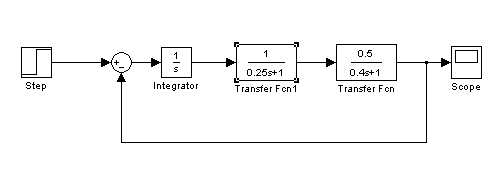 +
−
1
s
1
0.25s+1
0.5
0.4s+1
Step
Integrator
Transfer Fcn1
Transfer Fcn
Scope